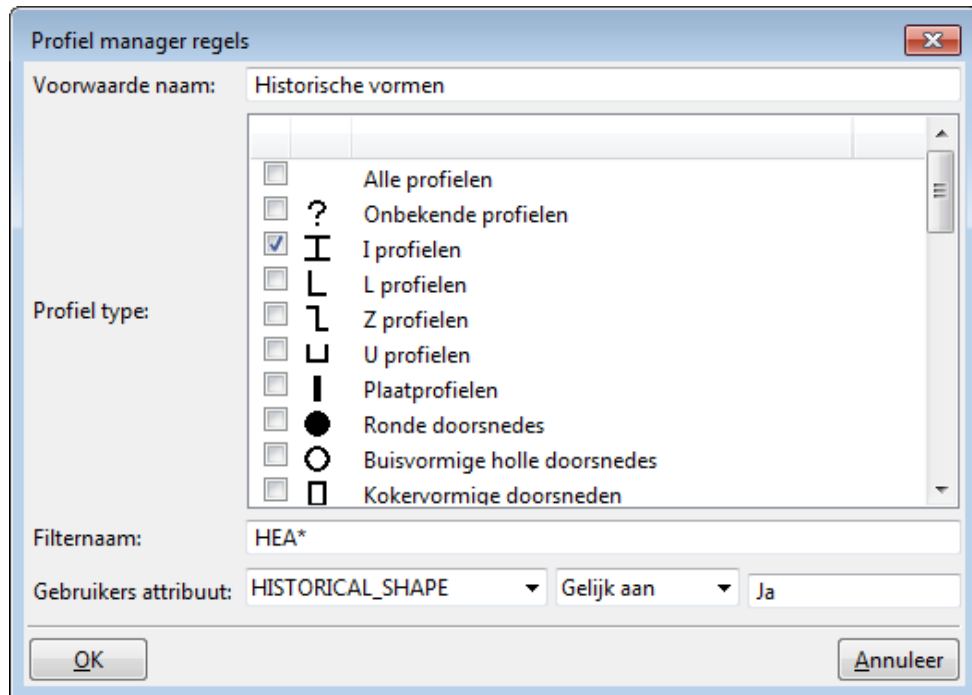 Profiel manager regels
Voorwaarde naam: Historische vormen
Profiel type:
Alle profielen
? Onbekende profielen
I profielen
L profielen
Z profielen
U profielen
Plaatprofielen
Ronde doorsnedes
Buisvormige holle doorsnedes
Kokervormige doorsneden
Filternaam: HEA*
Gebruikers attribuut: HISTORICAL_SHAPE Gelijk aan Ja
OK Annuleer